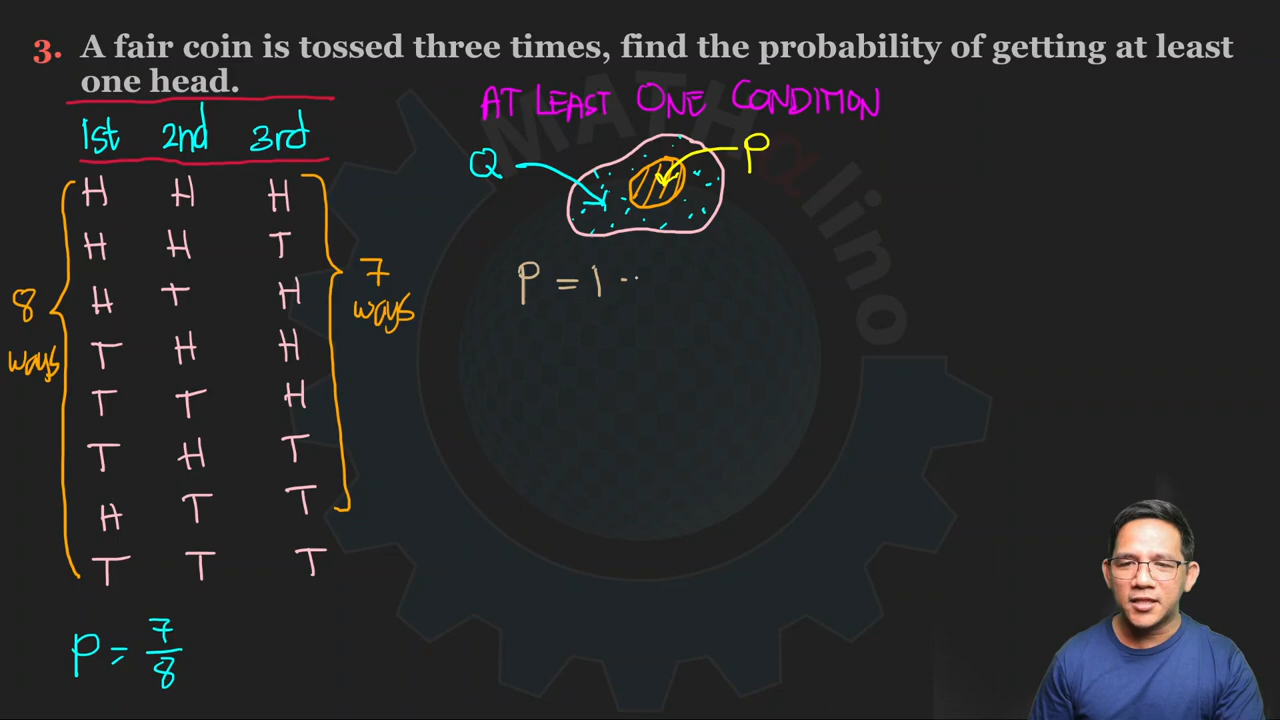 3. A fair coin is tossed three times, find the probability of getting at least
one head.
AT LEAST ONE CONDITION
1st 2nd 3rd
Q
P
H H H
H H T
H T H
T H H
T T H
T H T
H T T
T T T
8
ways
7
ways
P = 1 -
P = 7/8
MATHalino